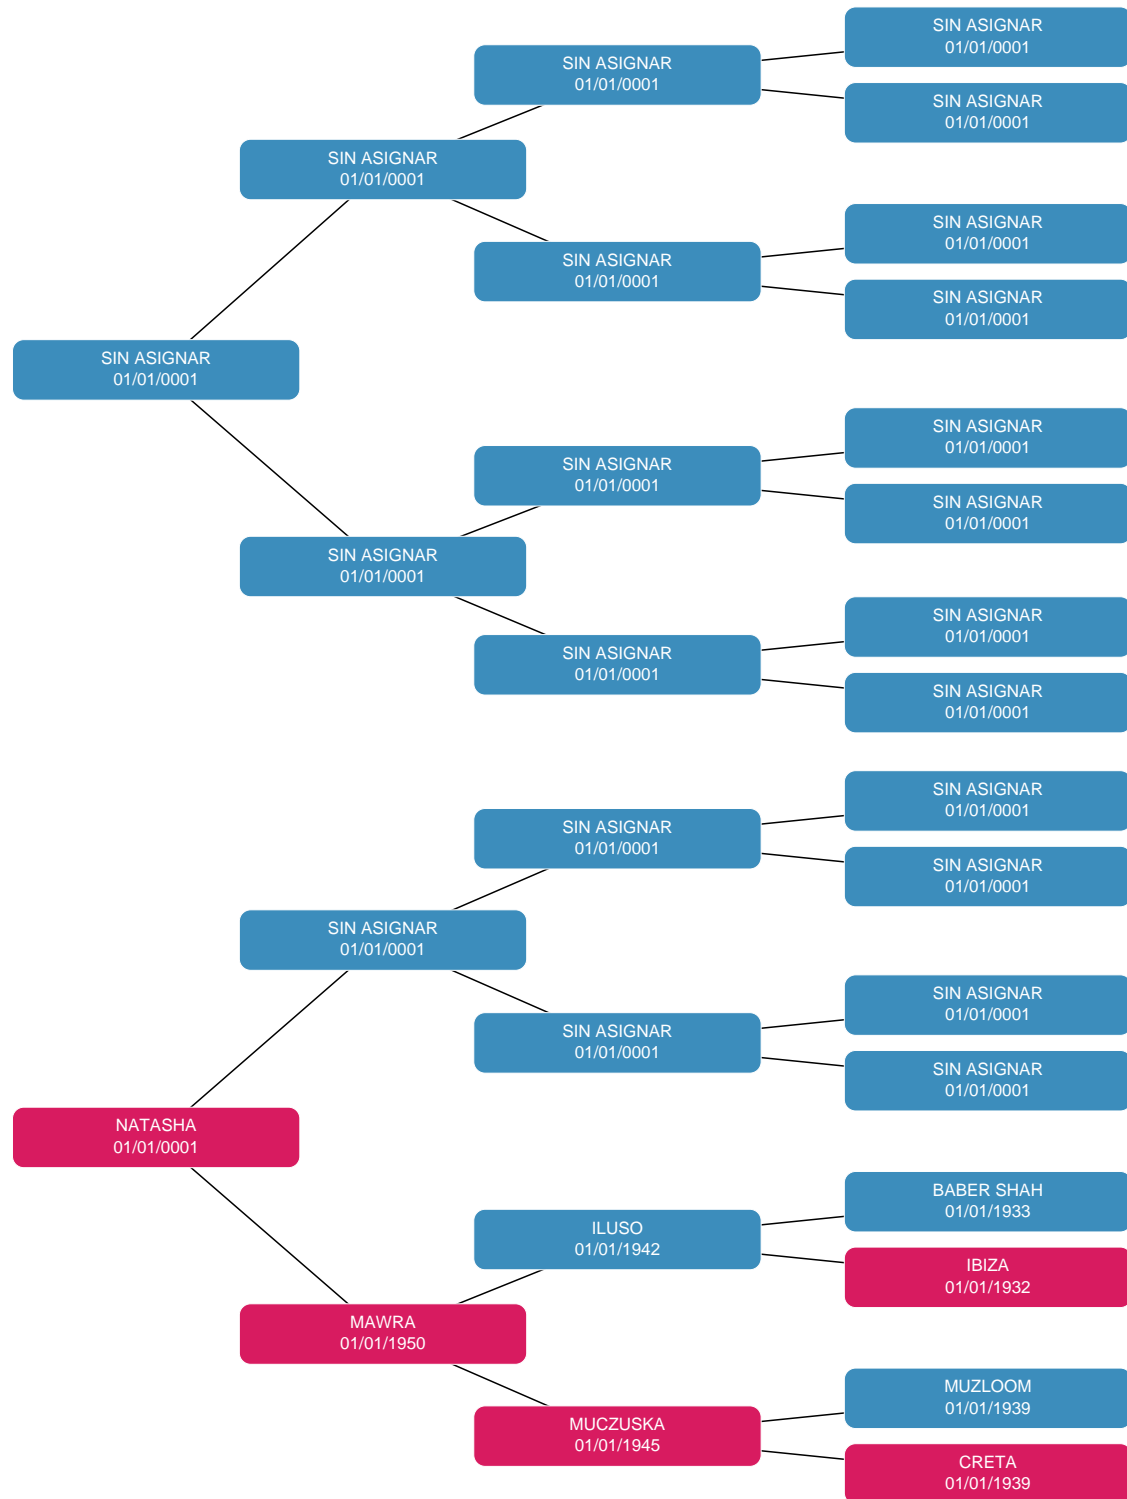 SIN ASIGNAR
01/01/0001
SIN ASIGNAR
01/01/0001
SIN ASIGNAR
01/01/0001
SIN ASIGNAR
01/01/0001
SIN ASIGNAR
01/01/0001
SIN ASIGNAR
01/01/0001
SIN ASIGNAR
01/01/0001
SIN ASIGNAR
01/01/0001
SIN ASIGNAR
01/01/0001
SIN ASIGNAR
01/01/0001
SIN ASIGNAR
01/01/0001
SIN ASIGNAR
01/01/0001
SIN ASIGNAR
01/01/0001
SIN ASIGNAR
01/01/0001
SIN ASIGNAR
01/01/0001
SIN ASIGNAR
01/01/0001
SIN ASIGNAR
01/01/0001
SIN ASIGNAR
01/01/0001
SIN ASIGNAR
01/01/0001
SIN ASIGNAR
01/01/0001
SIN ASIGNAR
01/01/0001
SIN ASIGNAR
01/01/0001
NATASHA
01/01/0001
BABER SHAH
01/01/1933
ILUSO
01/01/1942
IBIZA
01/01/1932
MAWRA
01/01/1950
MUZLOOM
01/01/1939
MUCZUSKA
01/01/1945
CRETA
01/01/1939